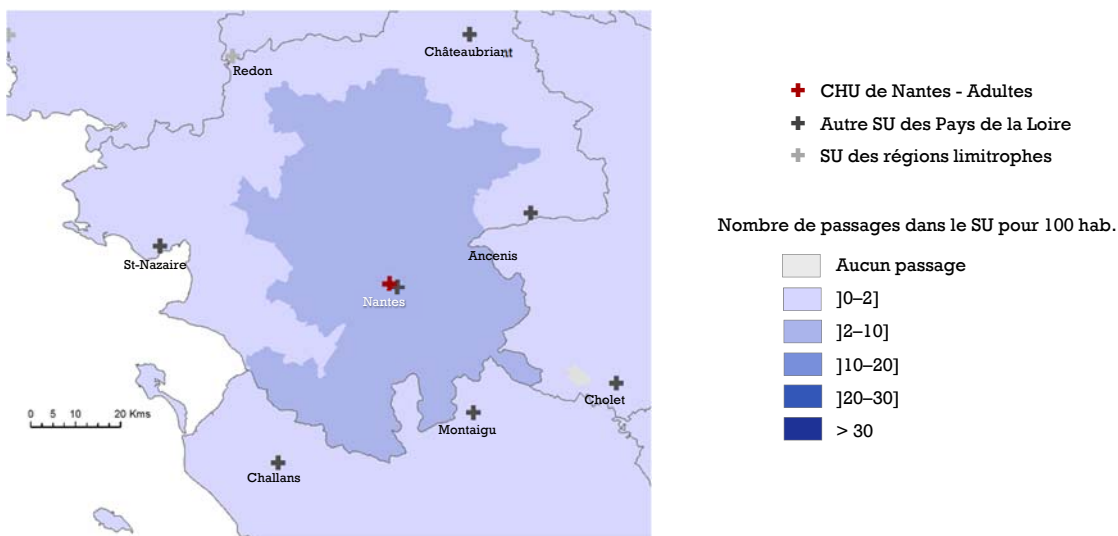 Châteaubriant
Redon
CHU de Nantes - Adultes
Autre SU des Pays de la Loire
SU des régions limitrophes
Nombre de passages dans le SU pour 100 hab.
Aucun passage
]0–2]
]2–10]
]10–20]
]20–30]
> 30
St-Nazaire
Ancenis
Nantes
Cholet
0 5 10 20 Kms
Montaigu
Challans